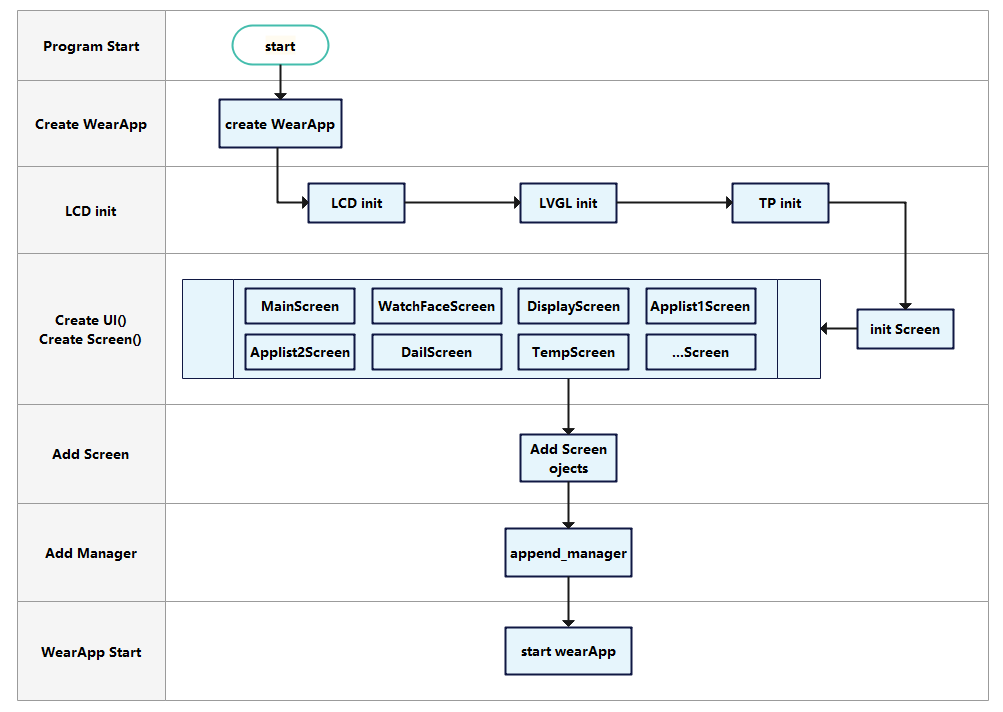 Program Start
start
Create WearApp
create WearApp
LCD init
LCD init
LVGL init
TP init
Create UI()
Create Screen()
MainScreen
WatchFaceScreen
DisplayScreen
Applist1Screen
Applist2Screen
DailScreen
TempScreen
...Screen
init Screen
Add Screen
Add Screen
ojects
Add Manager
append_manager
WearApp Start
start wearApp